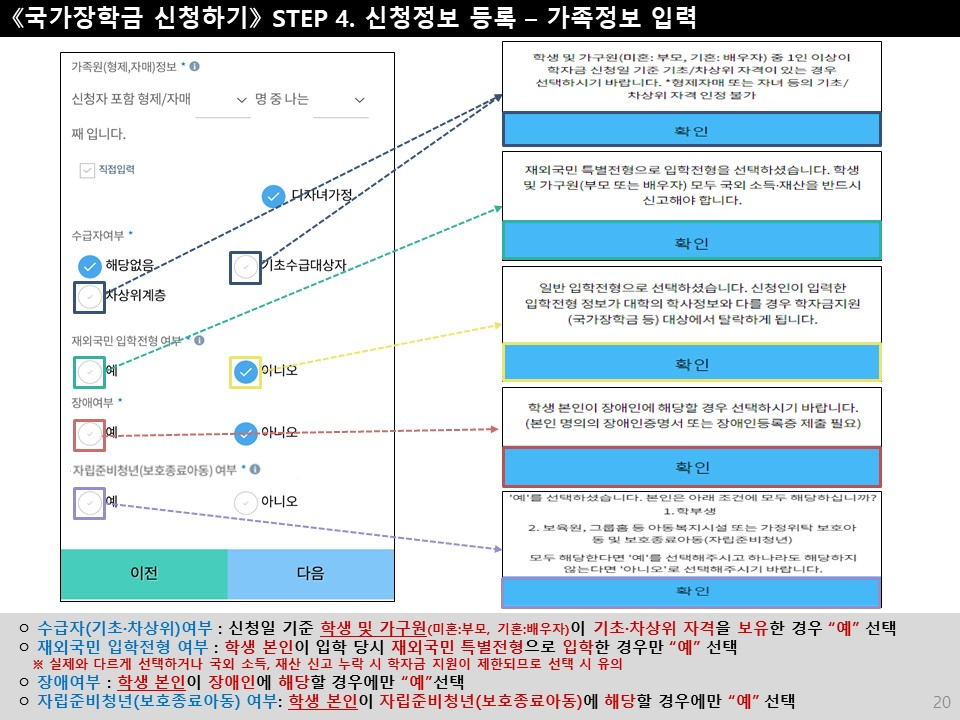 《국가장학금 신청하기》 STEP 4. 신청정보 등록 – 가족정보 입력
가족원(형제,자매)정보 *
신청자 포함 형제/자매 명 중 나는
째 입니다.
직접입력
다자녀가정
수급자여부 *
해당없음 기초수급대상자
차상위계층
재외국민 입학전형 여부 *
예 아니오
장애여부 *
예 아니오
자립준비청년(보호종료아동) 여부 *
예 아니오
이전 다음
학생 및 가구원(미혼: 부모, 기혼: 배우자) 중 1인 이상이
학자금 신청일 기준 기초/차상위 자격이 있는 경우
선택하시기 바랍니다. *형제자매 또는 자녀 등의 기초/
차상위 자격 인정 불가
확인
재외국민 특별전형으로 입학전형을 선택하셨습니다. 학생
및 가구원(부모 또는 배우자) 모두 국외 소득·재산을 반드시
신고해야 합니다.
확인
일반 입학전형으로 선택하셨습니다. 신청인이 입력한
입학전형 정보가 대학의 학사정보와 다를 경우 학자금지원
(국가장학금 등) 대상에서 탈락하게 됩니다.
확인
학생 본인이 장애인에 해당할 경우 선택하시기 바랍니다.
(본인 명의의 장애인증명서 또는 장애인등록증 제출 필요)
확인
'예'를 선택하셨습니다. 본인은 아래 조건에 모두 해당하십니까?
1. 학부생
2. 보육원, 그룹홈 등 아동복지시설 또는 가정위탁 보호아
동 및 보호종료아동(자립준비청년)
모두 해당한다면 '예'를 선택해주시고 하나라도 해당하지
않는다면 '아니오'로 선택해주시기 바랍니다.
확인
○ 수급자(기초·차상위)여부 : 신청일 기준 학생 및 가구원(미혼:부모, 기혼:배우자)이 기초·차상위 자격을 보유한 경우 “예” 선택
○ 재외국민 입학전형 여부 : 학생 본인이 입학 당시 재외국민 특별전형으로 입학한 경우만 “예” 선택
※ 실제와 다르게 선택하거나 국외 소득, 재산 신고 누락 시 학자금 지원이 제한되므로 선택 시 유의
○ 장애여부 : 학생 본인이 장애인에 해당할 경우에만 “예”선택
○ 자립준비청년(보호종료아동) 여부: 학생 본인이 자립준비청년(보호종료아동)에 해당할 경우에만 “예” 선택
20